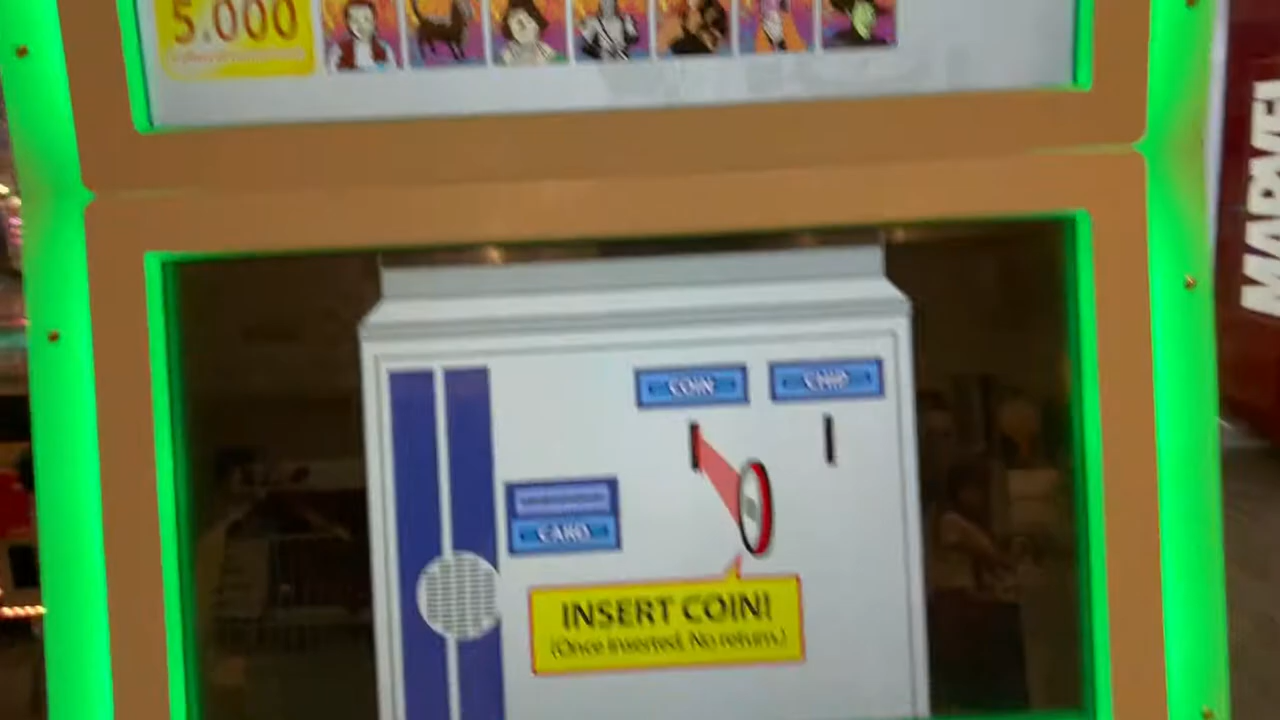 5.000
MARVEL
COIN
CHIP
CARD
INSERT COIN!
(Once inserted, No return.)